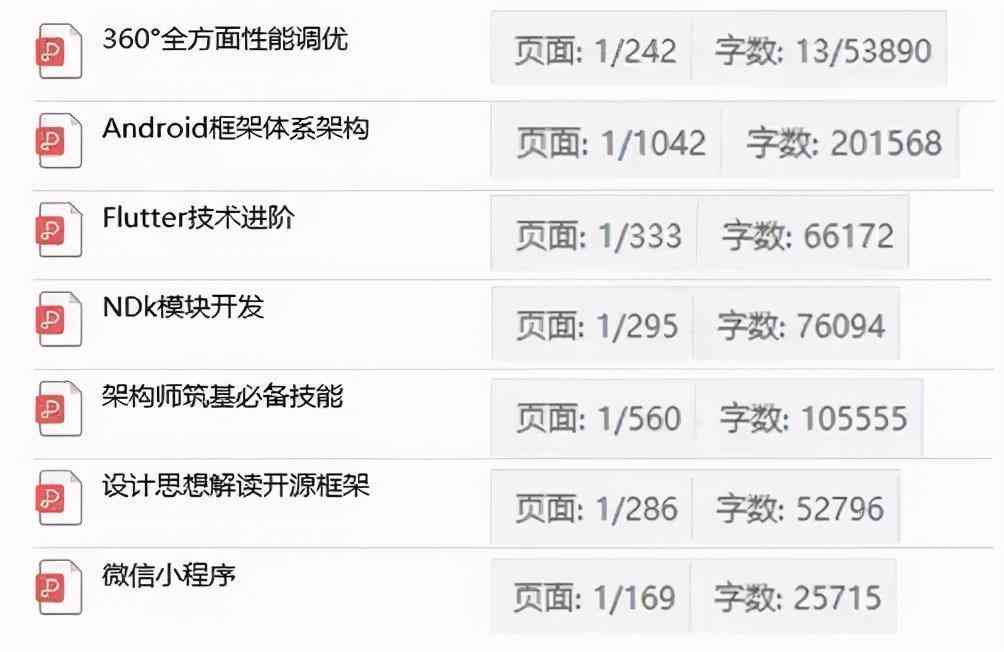 360°全方面性能调优 页面: 1/242 字数: 13/53890
Android框架体系架构 页面: 1/1042 字数: 201568
Flutter技术进阶 页面: 1/333 字数: 66172
NDk模块开发 页面: 1/295 字数: 76094
架构师筑基必备技能 页面: 1/560 字数: 105555
设计思想解读开源框架 页面: 1/286 字数: 52796
微信小程序 页面: 1/169 字数: 25715